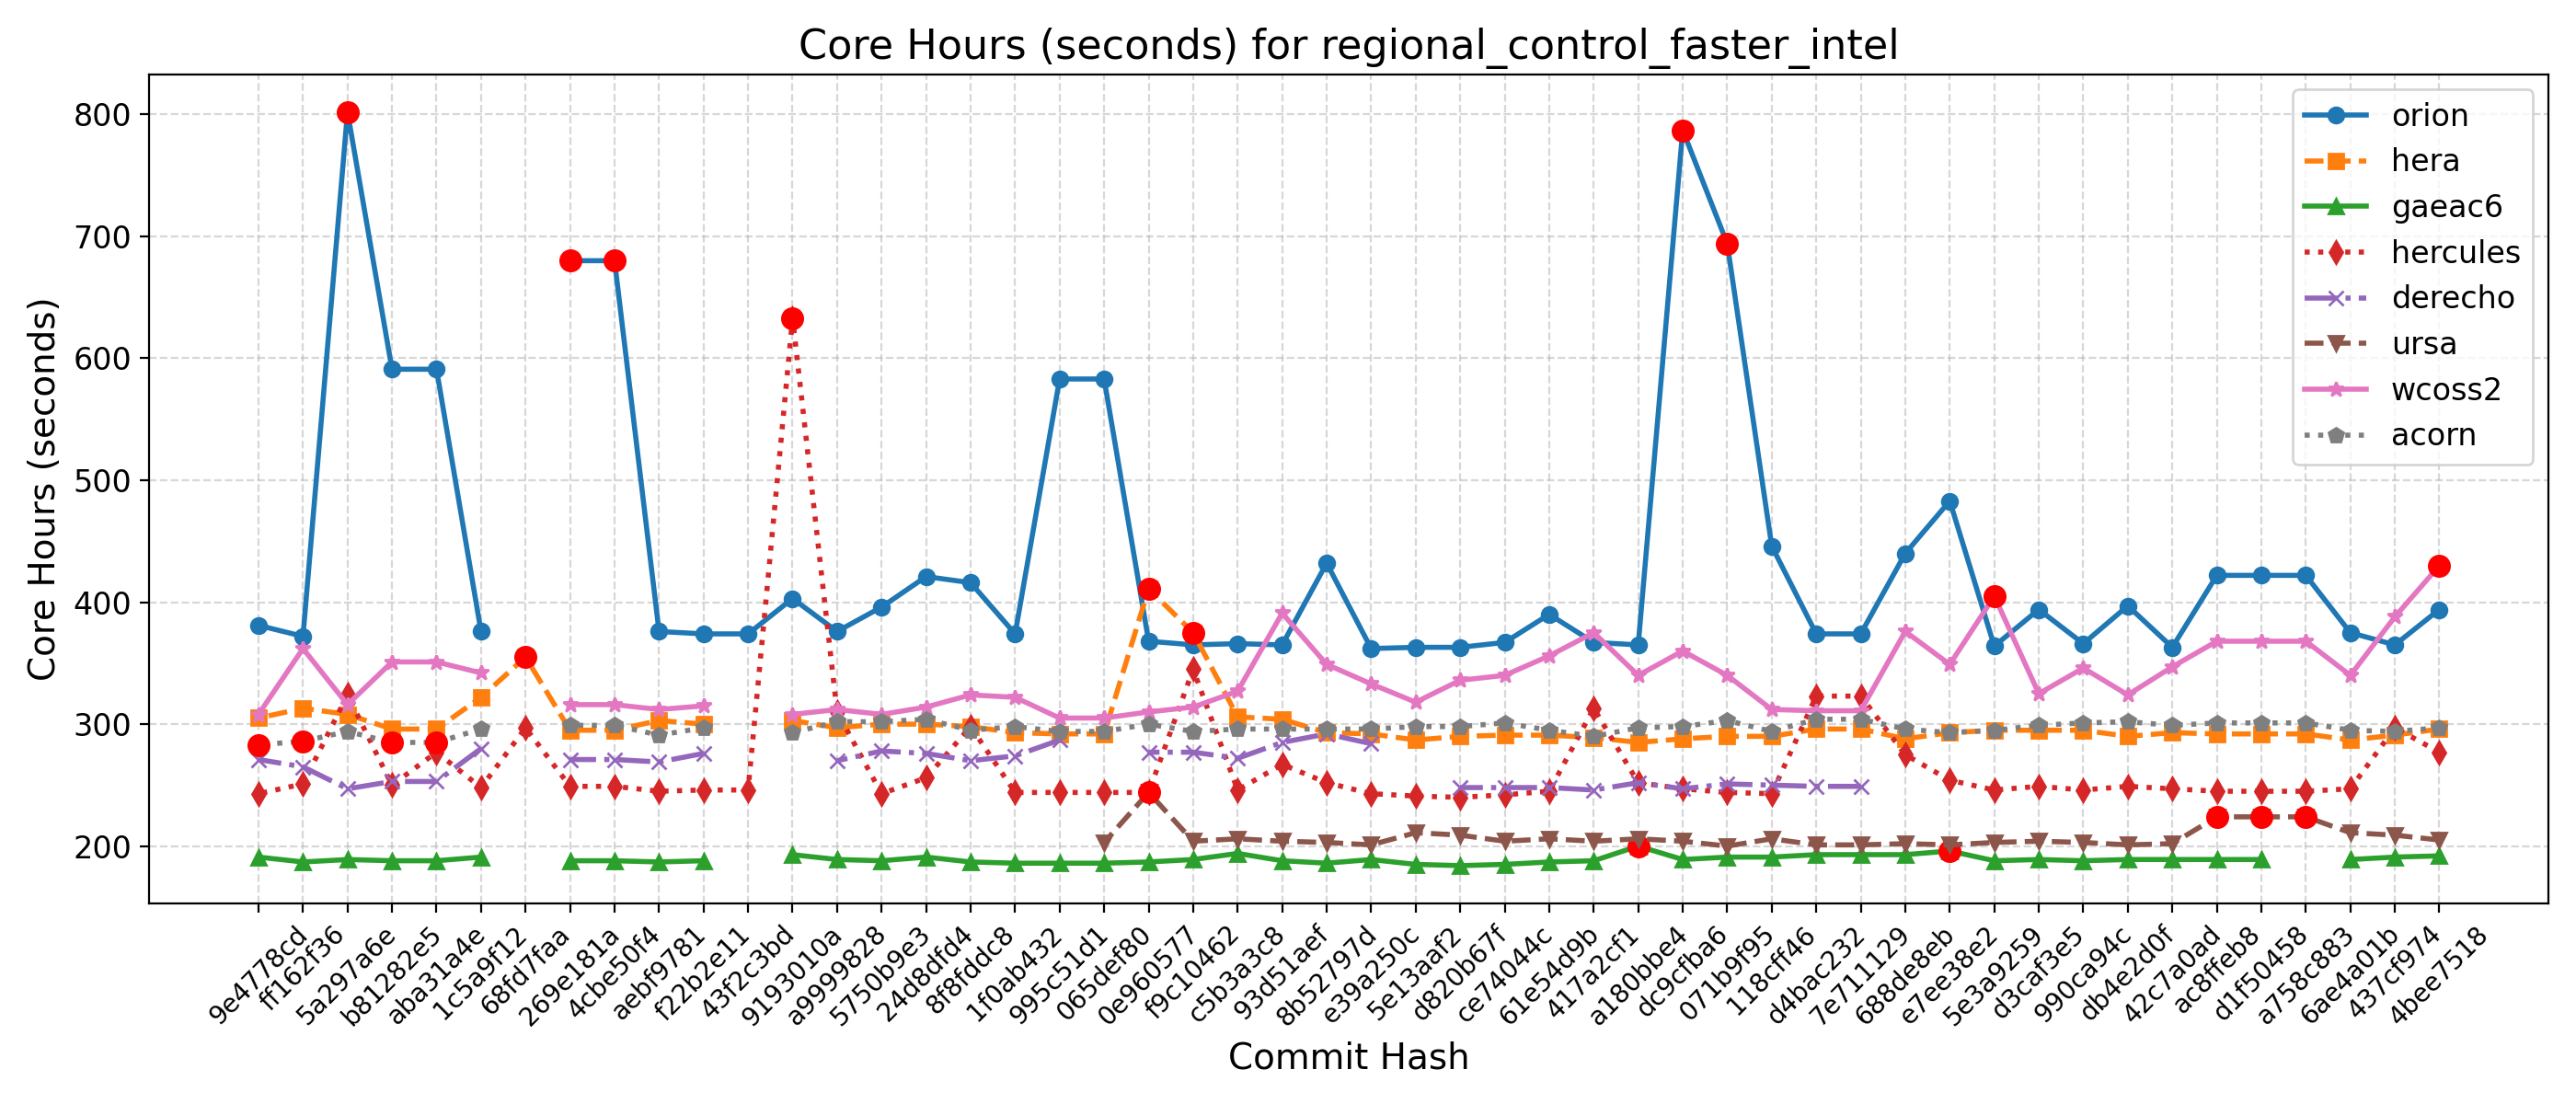 Core Hours (seconds) for regional_control_faster_intel
Core Hours (seconds)
800
700
600
500
400
300
200
orion
hera
gaeac6
hercules
derecho
ursa
wcoss2
acorn
9e4778cd
ff162f36
5a297a6e
b81282e5
aba31a4e
1c5a9f12
68fd7faa
269e181a
4cbe50f4
aebf9781
f22b2e11
43f2c3bd
9193010a
a9999828
5750b9e3
24d8dfd4
8f8fddc8
1f0ab432
995c51d1
065def80
0e960577
f9c10462
c5b3a3c8
93d51aef
8b52797d
e39a250c
5e13aaf2
d820b67f
ce74044c
61e54d9b
417a2cf1
a180bbe4
dc9cfba6
071b9f95
118cff46
d4bac232
7e711129
688de8eb
e7ee38e2
5e3a9259
d3caf3e5
990ca94c
db4e2d0f
42c7a0ad
ac8ffeb8
d1f50458
a758c883
6ae4a01b
437cf974
4bee7518
Commit Hash